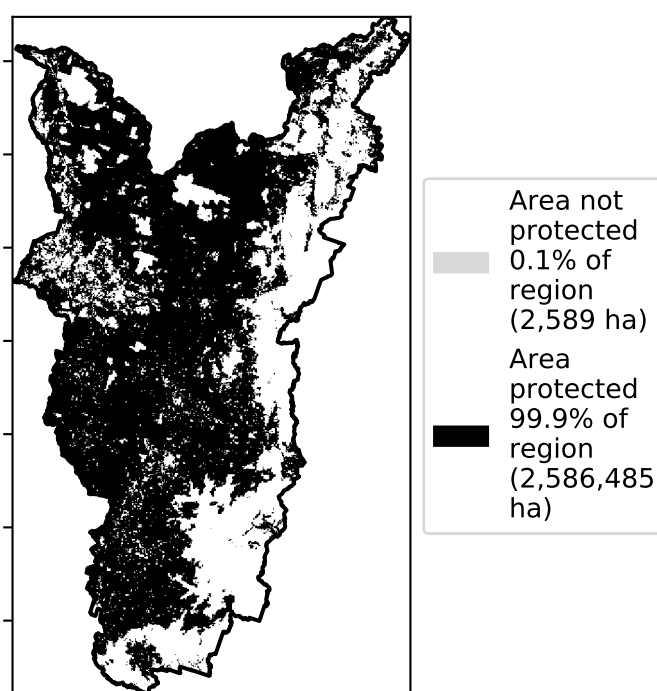 Area not
protected
0.1% of
region
(2,589 ha)
Area
protected
99.9% of
region
(2,586,485
ha)